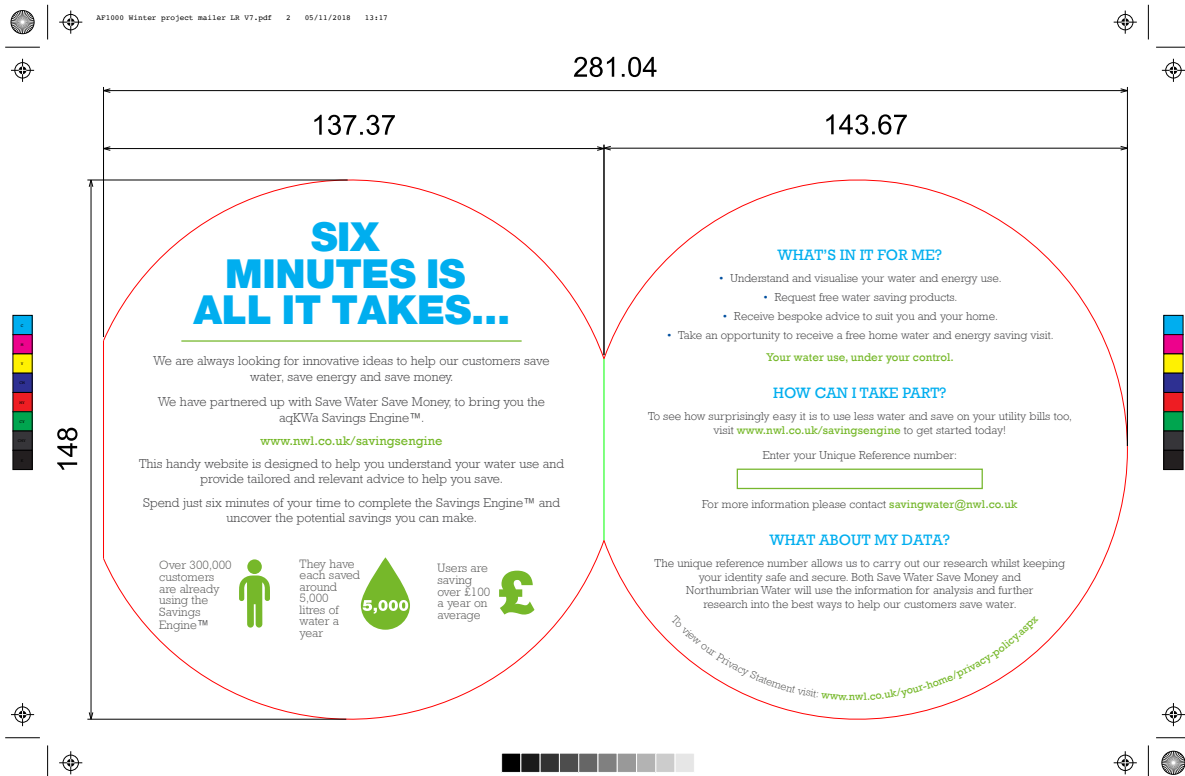 AF1000 Winter project mailer LR V7.pdf 2 05/11/2018 13:17
281.04
137.37
143.67
148
SIX
MINUTES IS
ALL IT TAKES...
We are always looking for innovative ideas to help our customers save
water, save energy and save money.
We have partnered up with Save Water Save Money, to bring you the
aqKWa Savings Engine™.
www.nwl.co.uk/savingsengine
This handy website is designed to help you understand your water use and
provide tailored and relevant advice to help you save.
Spend just six minutes of your time to complete the Savings Engine™ and
uncover the potential savings you can make.
Over 300,000
customers
are already
using the
Savings
Engine™
They have
each saved
around
5,000
litres of
water a
year
5,000
Users are
saving
over £100
a year on
average
£
WHAT'S IN IT FOR ME?
• Understand and visualise your water and energy use.
• Request free water saving products.
• Receive bespoke advice to suit you and your home.
• Take an opportunity to receive a free home water and energy saving visit.
Your water use, under your control.
HOW CAN I TAKE PART?
To see how surprisingly easy it is to use less water and save on your utility bills too,
visit www.nwl.co.uk/savingsengine to get started today!
Enter your Unique Reference number:
For more information please contact savingwater@nwl.co.uk
WHAT ABOUT MY DATA?
The unique reference number allows us to carry out our research whilst keeping
your identity safe and secure. Both Save Water Save Money and
Northumbrian Water will use the information for analysis and further
research into the best ways to help our customers save water.
To view our Privacy Statement visit: www.nwl.co.uk/your-home/privacy-policy.aspx